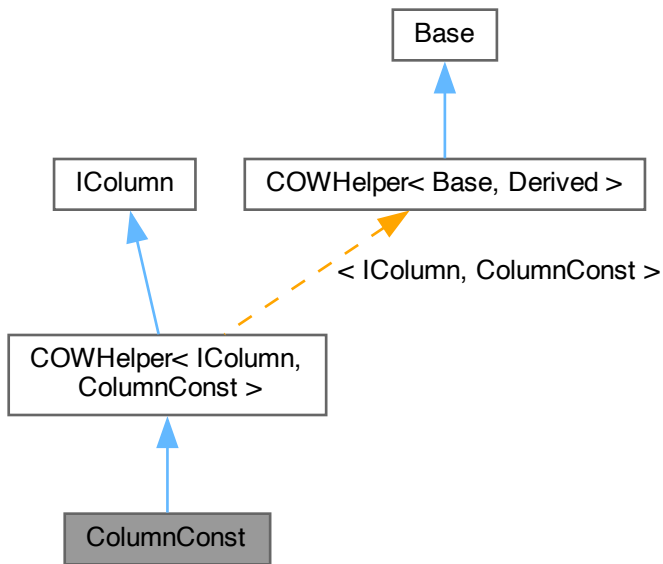 Base
IColumn
COWHelper< Base, Derived >
< IColumn, ColumnConst >
COWHelper< IColumn,
ColumnConst >
ColumnConst